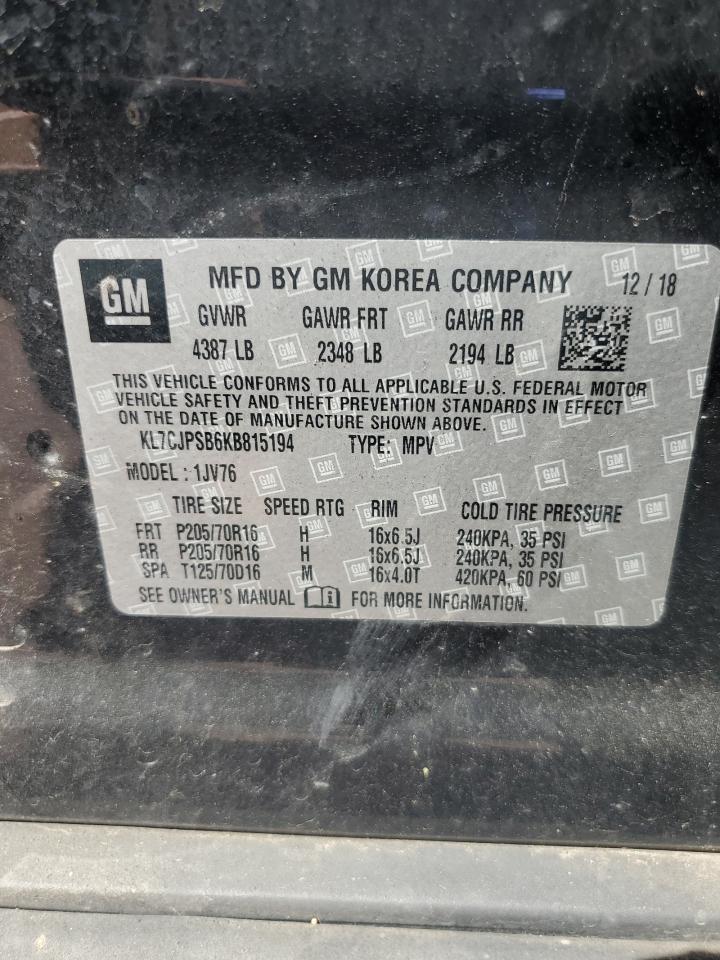 GM
MFD BY GM KOREA COMPANY 12 / 18
GVWR GAWR FRT GAWR RR
4387 LB 2348 LB 2194 LB
THIS VEHICLE CONFORMS TO ALL APPLICABLE U.S. FEDERAL MOTOR
VEHICLE SAFETY AND THEFT PREVENTION STANDARDS IN EFFECT
ON THE DATE OF MANUFACTURE SHOWN ABOVE.
KL7CJPSB6KB815194 TYPE: MPV
MODEL : 1JV76
TIRE SIZE SPEED RTG RIM COLD TIRE PRESSURE
FRT P205/70R16 H 16x6.5J 240KPA, 35 PSI
RR P205/70R16 H 16x6.5J 240KPA, 35 PSI
SPA T125/70D16 M 16x4.0T 420KPA, 60 PSI
SEE OWNER'S MANUAL FOR MORE INFORMATION.